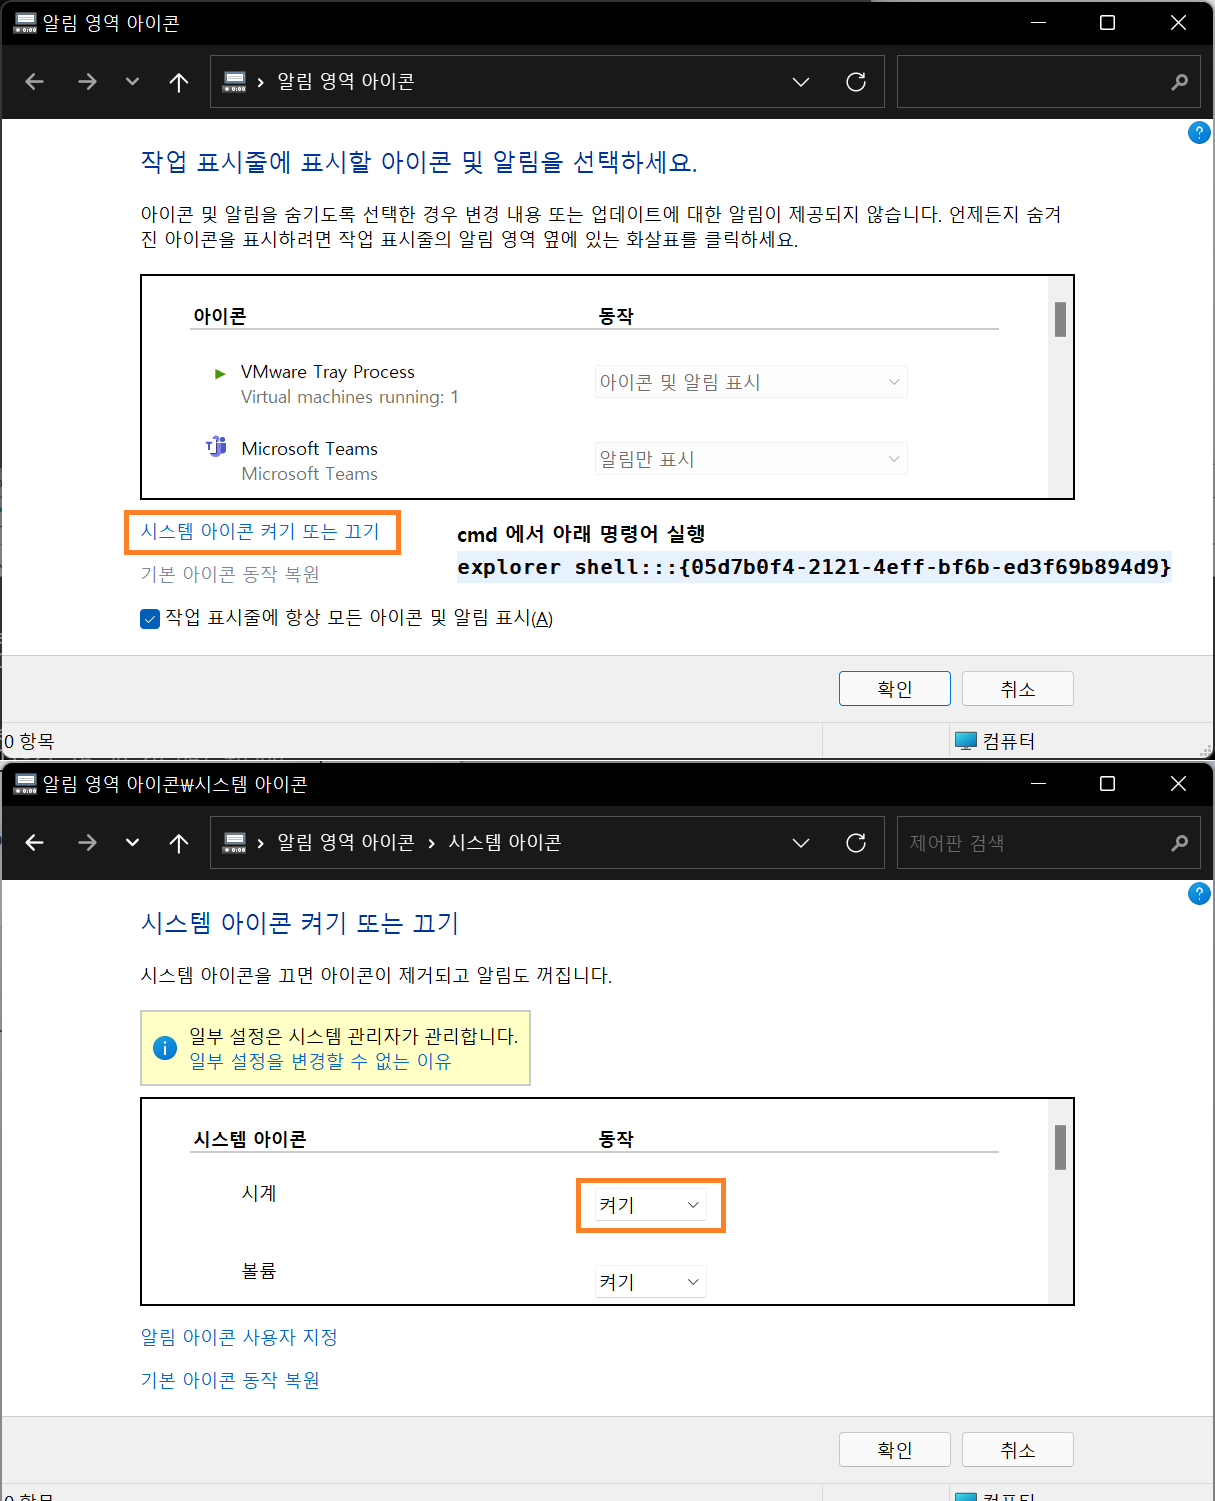 알림 영역 아이콘
알림 영역 아이콘
작업 표시줄에 표시할 아이콘 및 알림을 선택하세요.
아이콘 및 알림을 숨기도록 선택한 경우 변경 내용 또는 업데이트에 대한 알림이 제공되지 않습니다. 언제든지 숨겨
진 아이콘을 표시하려면 작업 표시줄의 알림 영역 옆에 있는 화살표를 클릭하세요.
아이콘 동작
VMware Tray Process
Virtual machines running: 1
아이콘 및 알림 표시
Microsoft Teams
Microsoft Teams
알림만 표시
시스템 아이콘 켜기 또는 끄기
cmd 에서 아래 명령어 실행
explorer shell:::{05d7b0f4-2121-4eff-bf6b-ed3f69b894d9}
기본 아이콘 동작 복원
작업 표시줄에 항상 모든 아이콘 및 알림 표시(A)
확인 취소
0 항목 컴퓨터
알림 영역 아이콘₩시스템 아이콘
알림 영역 아이콘 › 시스템 아이콘 제어판 검색
시스템 아이콘 켜기 또는 끄기
시스템 아이콘을 끄면 아이콘이 제거되고 알림도 꺼집니다.
일부 설정은 시스템 관리자가 관리합니다.
일부 설정을 변경할 수 없는 이유
시스템 아이콘 동작
시계 켜기
볼륨 켜기
알림 아이콘 사용자 지정
기본 아이콘 동작 복원
확인 취소
0 항목 컴퓨터